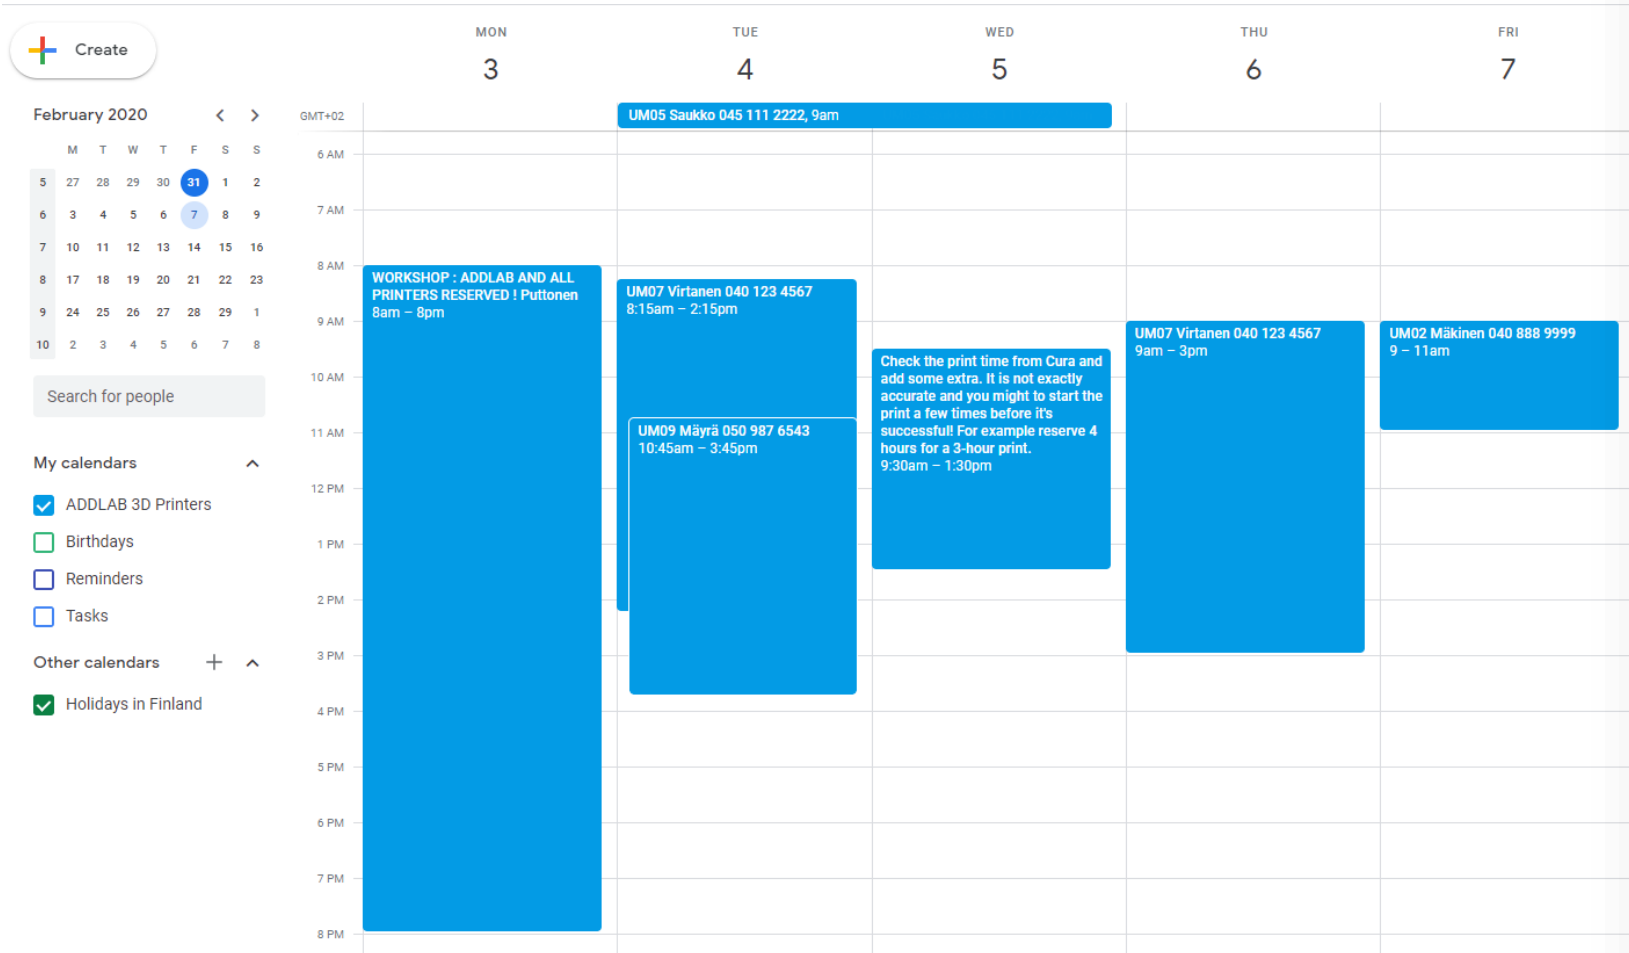 Create
February 2020
M T W T F S S
5 27 28 29 30 31 1 2
6 3 4 5 6 7 8 9
7 10 11 12 13 14 15 16
8 17 18 19 20 21 22 23
9 24 25 26 27 28 29 1
10 2 3 4 5 6 7 8
Search for people
My calendars
ADDLAB 3D Printers
Birthdays
Reminders
Tasks
Other calendars
Holidays in Finland
MON TUE WED THU FRI
3 4 5 6 7
GMT+02
UM05 Saukko 045 111 2222, 9am
6 AM
7 AM
8 AM
9 AM
10 AM
11 AM
12 PM
1 PM
2 PM
3 PM
4 PM
5 PM
6 PM
7 PM
8 PM
WORKSHOP : ADDLAB AND ALL
PRINTERS RESERVED ! Puttonen
8am – 8pm
UM07 Virtanen 040 123 4567
8:15am – 2:15pm
UM09 Mäyrä 050 987 6543
10:45am – 3:45pm
Check the print time from Cura and
add some extra. It is not exactly
accurate and you might to start the
print a few times before it's
successful! For example reserve 4
hours for a 3-hour print.
9:30am – 1:30pm
UM07 Virtanen 040 123 4567
9am – 3pm
UM02 Mäkinen 040 888 9999
9 – 11am